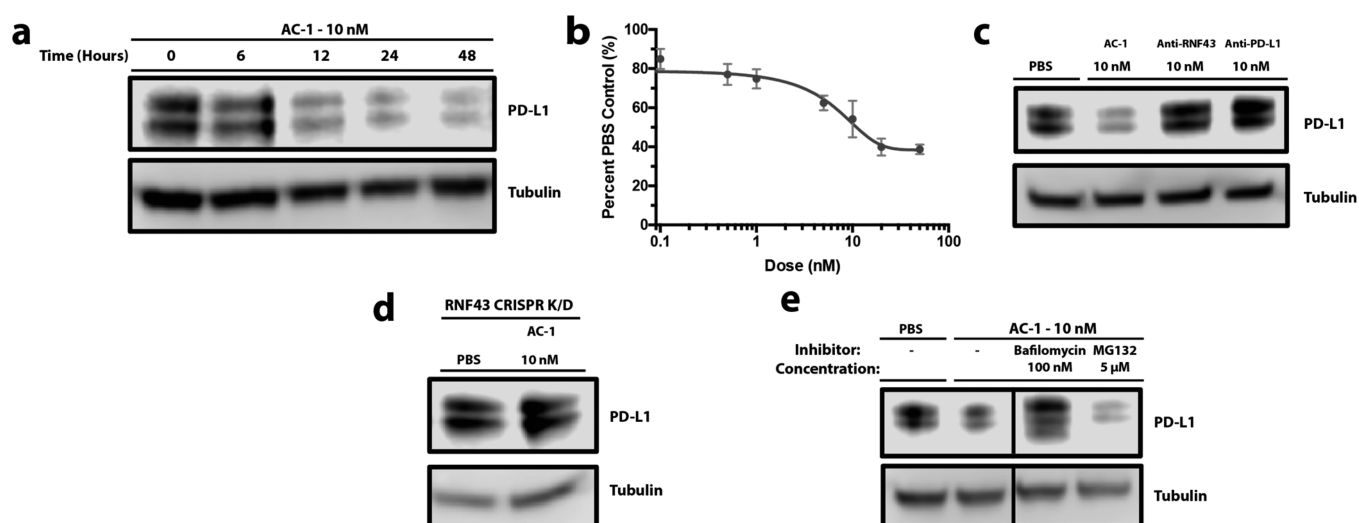 a
AC-1 - 10 nM
Time (Hours) 0 6 12 24 48
PD-L1
Tubulin
b
Percent PBS Control (%)
100
80
60
40
20
0
0.1 1 10 100
Dose (nM)
c
AC-1 Anti-RNF43 Anti-PD-L1
PBS 10 nM 10 nM 10 nM
PD-L1
Tubulin
d
RNF43 CRISPR K/D
AC-1
PBS 10 nM
PD-L1
Tubulin
e
PBS AC-1 - 10 nM
Inhibitor: - - Bafilomycin MG132
Concentration: 100 nM 5 μM
PD-L1
Tubulin